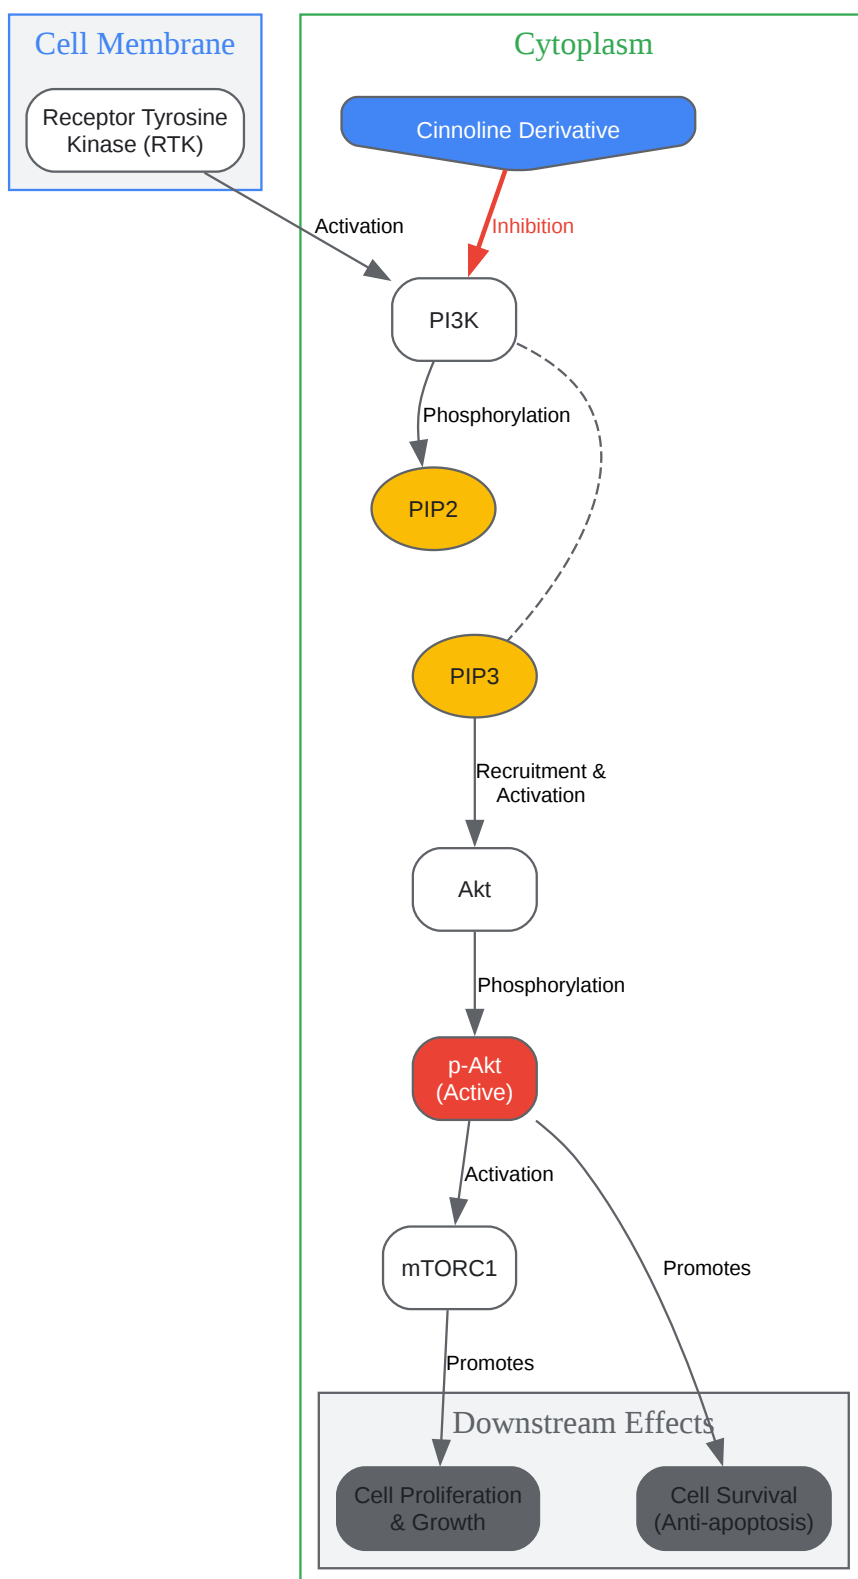 Cell Membrane
Cytoplasm
Receptor Tyrosine
Kinase (RTK)
Cinnoline Derivative
Activation
Inhibition
PI3K
Phosphorylation
PIP2
PIP3
Recruitment &
Activation
Akt
Phosphorylation
p-Akt
(Active)
Activation
mTORC1
Promotes
Promotes
Downstream Effects
Cell Proliferation
& Growth
Cell Survival
(Anti-apoptosis)